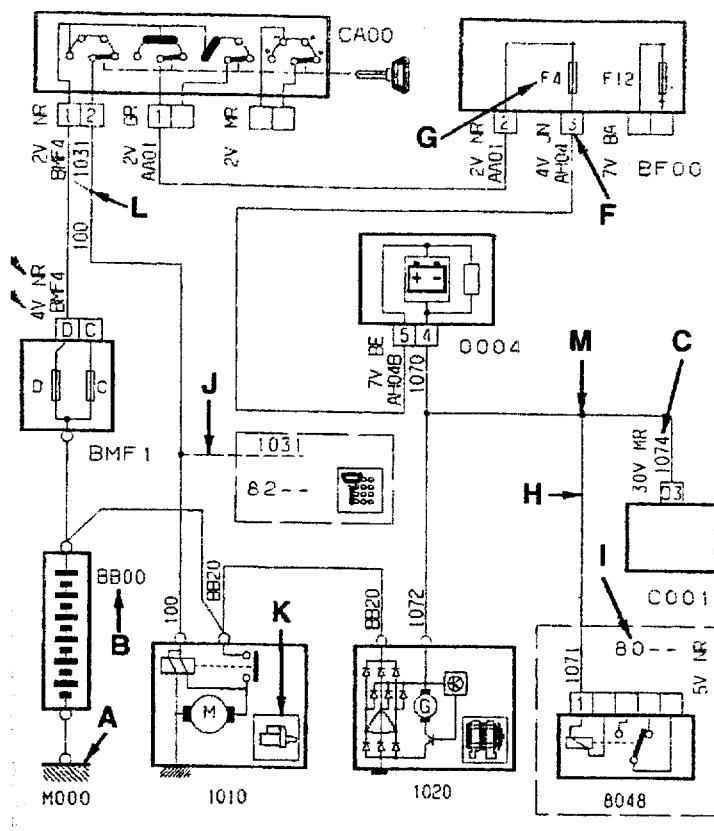 CA00
1 2
1
NR
BR
MR
2V
BMF4
1031
2V
AA01
2V
F4
F12
G
2
3
2V NR
AA01
4V JN
AH04
7V BA
BF00
F
L
100
4V NR
BMF4
D C
D
C
BMF1
+ -
5 4
0004
7V BE
AH04B
1070
M
C
J
1031
82--
30V MR
1074
H
C001
I
BB00
B
100
BB20
K
BB20
1072
80--
1071
5V NR
1
A
M
G
M000
1010
1020
8048